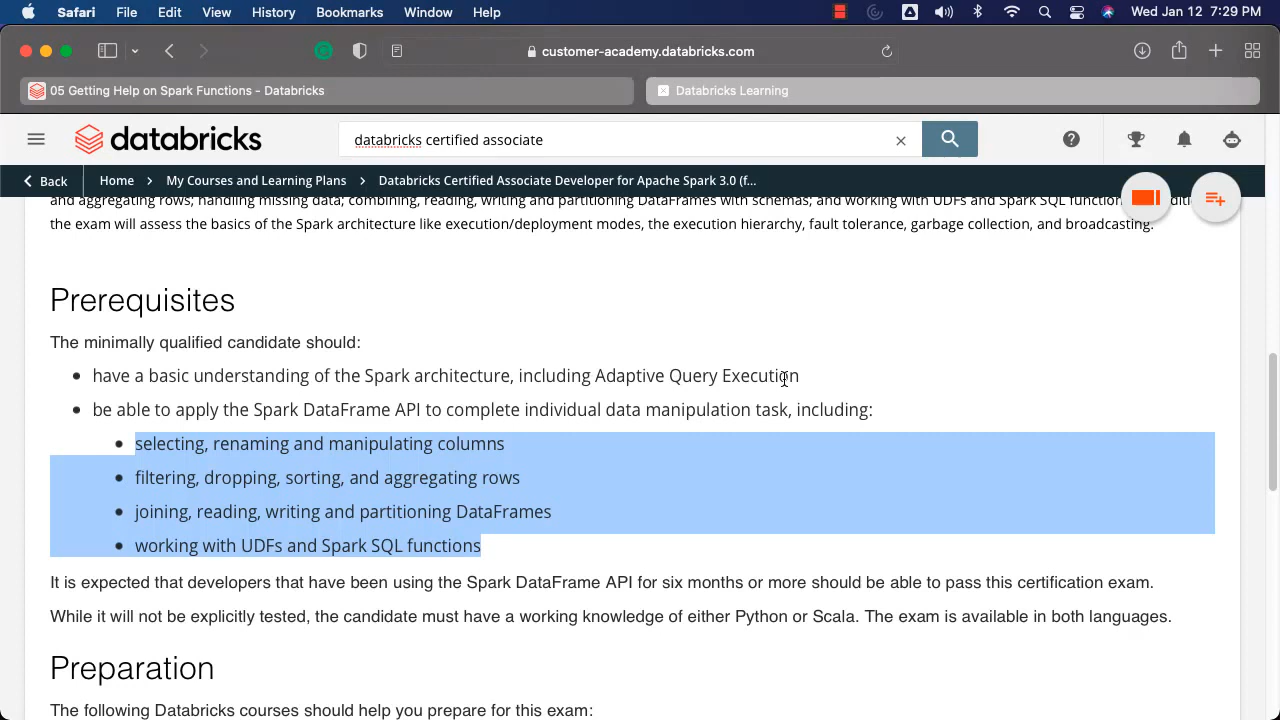 Safari File Edit View History Bookmarks Window Help Wed Jan 12 7:29 PM
customer-academy.databricks.com
05 Getting Help on Spark Functions - Databricks
Databricks Learning
databricks
databricks certified associate
Back Home My Courses and Learning Plans Databricks Certified Associate Developer for Apache Spark 3.0 (f...
and aggregating rows; handling missing data; combining, reading, writing and partitioning DataFrames with schemas; and working with UDFs and Spark SQL
the exam will assess the basics of the Spark architecture like execution/deployment modes, the execution hierarchy, fault tolerance, garbage collection, and broadcasting.
Prerequisites
The minimally qualified candidate should:
• have a basic understanding of the Spark architecture, including Adaptive Query Execution
• be able to apply the Spark DataFrame API to complete individual data manipulation task, including:
• selecting, renaming and manipulating columns
• filtering, dropping, sorting, and aggregating rows
• joining, reading, writing and partitioning DataFrames
• working with UDFs and Spark SQL functions
It is expected that developers that have been using the Spark DataFrame API for six months or more should be able to pass this certification exam.
While it will not be explicitly tested, the candidate must have a working knowledge of either Python or Scala. The exam is available in both languages.
Preparation
The following Databricks courses should help you prepare for this exam: